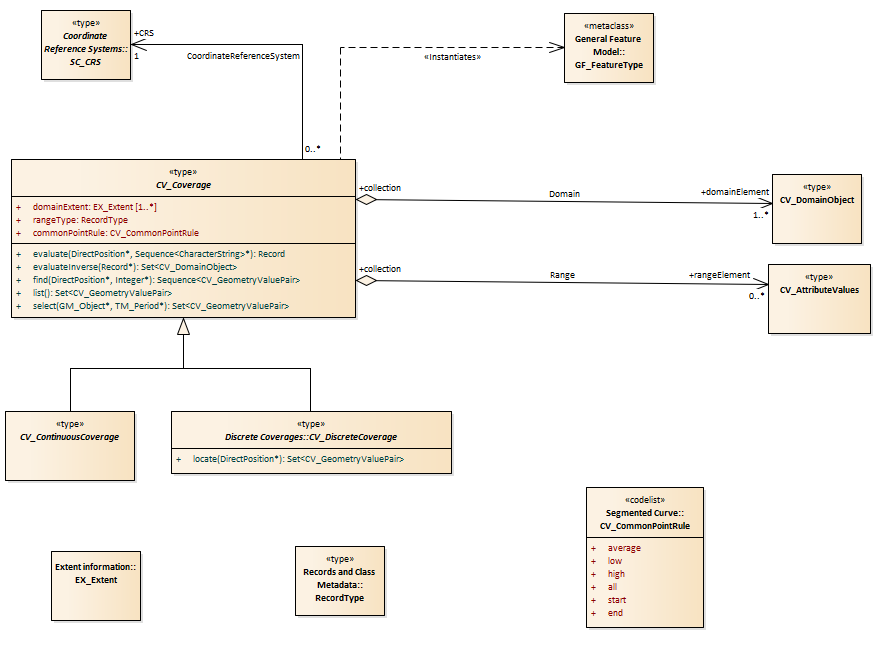 «type»
Coordinate
Reference Systems::
SC_CRS
+CRS
1
CoordinateReferenceSystem
0..*
«Instantiates»
«metaclass»
General Feature
Model::
GF_FeatureType
«type»
CV_Coverage
+ domainExtent: EX_Extent [1..*]
+ rangeType: RecordType
+ commonPointRule: CV_CommonPointRule
+ evaluate(DirectPosition*, Sequence<CharacterString>*): Record
+ evaluateInverse(Record*): Set<CV_DomainObject>
+ find(DirectPosition*, Integer*): Sequence<CV_GeometryValuePair>
+ list(): Set<CV_GeometryValuePair>
+ select(GM_Object*, TM_Period*): Set<CV_GeometryValuePair>
+collection
Domain
+domainElement
1..*
«type»
CV_DomainObject
+collection
Range
+rangeElement
0..*
«type»
CV_AttributeValues
«type»
CV_ContinuousCoverage
«type»
Discrete Coverages::CV_DiscreteCoverage
+ locate(DirectPosition*): Set<CV_GeometryValuePair>
«codelist»
Segmented Curve::
CV_CommonPointRule
+ average
+ low
+ high
+ all
+ start
+ end
Extent information::
EX_Extent
«type»
Records and Class
Metadata::
RecordType